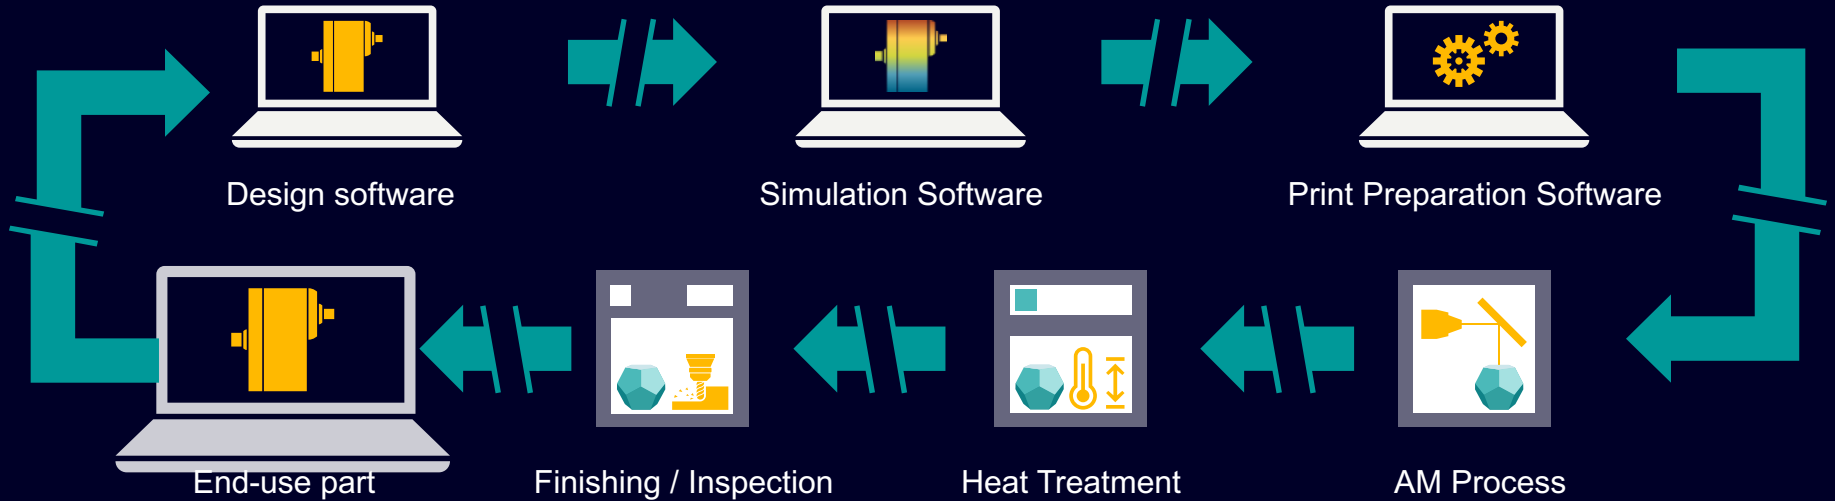 Design software
Simulation Software
Print Preparation Software
End-use part
Finishing / Inspection
Heat Treatment
AM Process